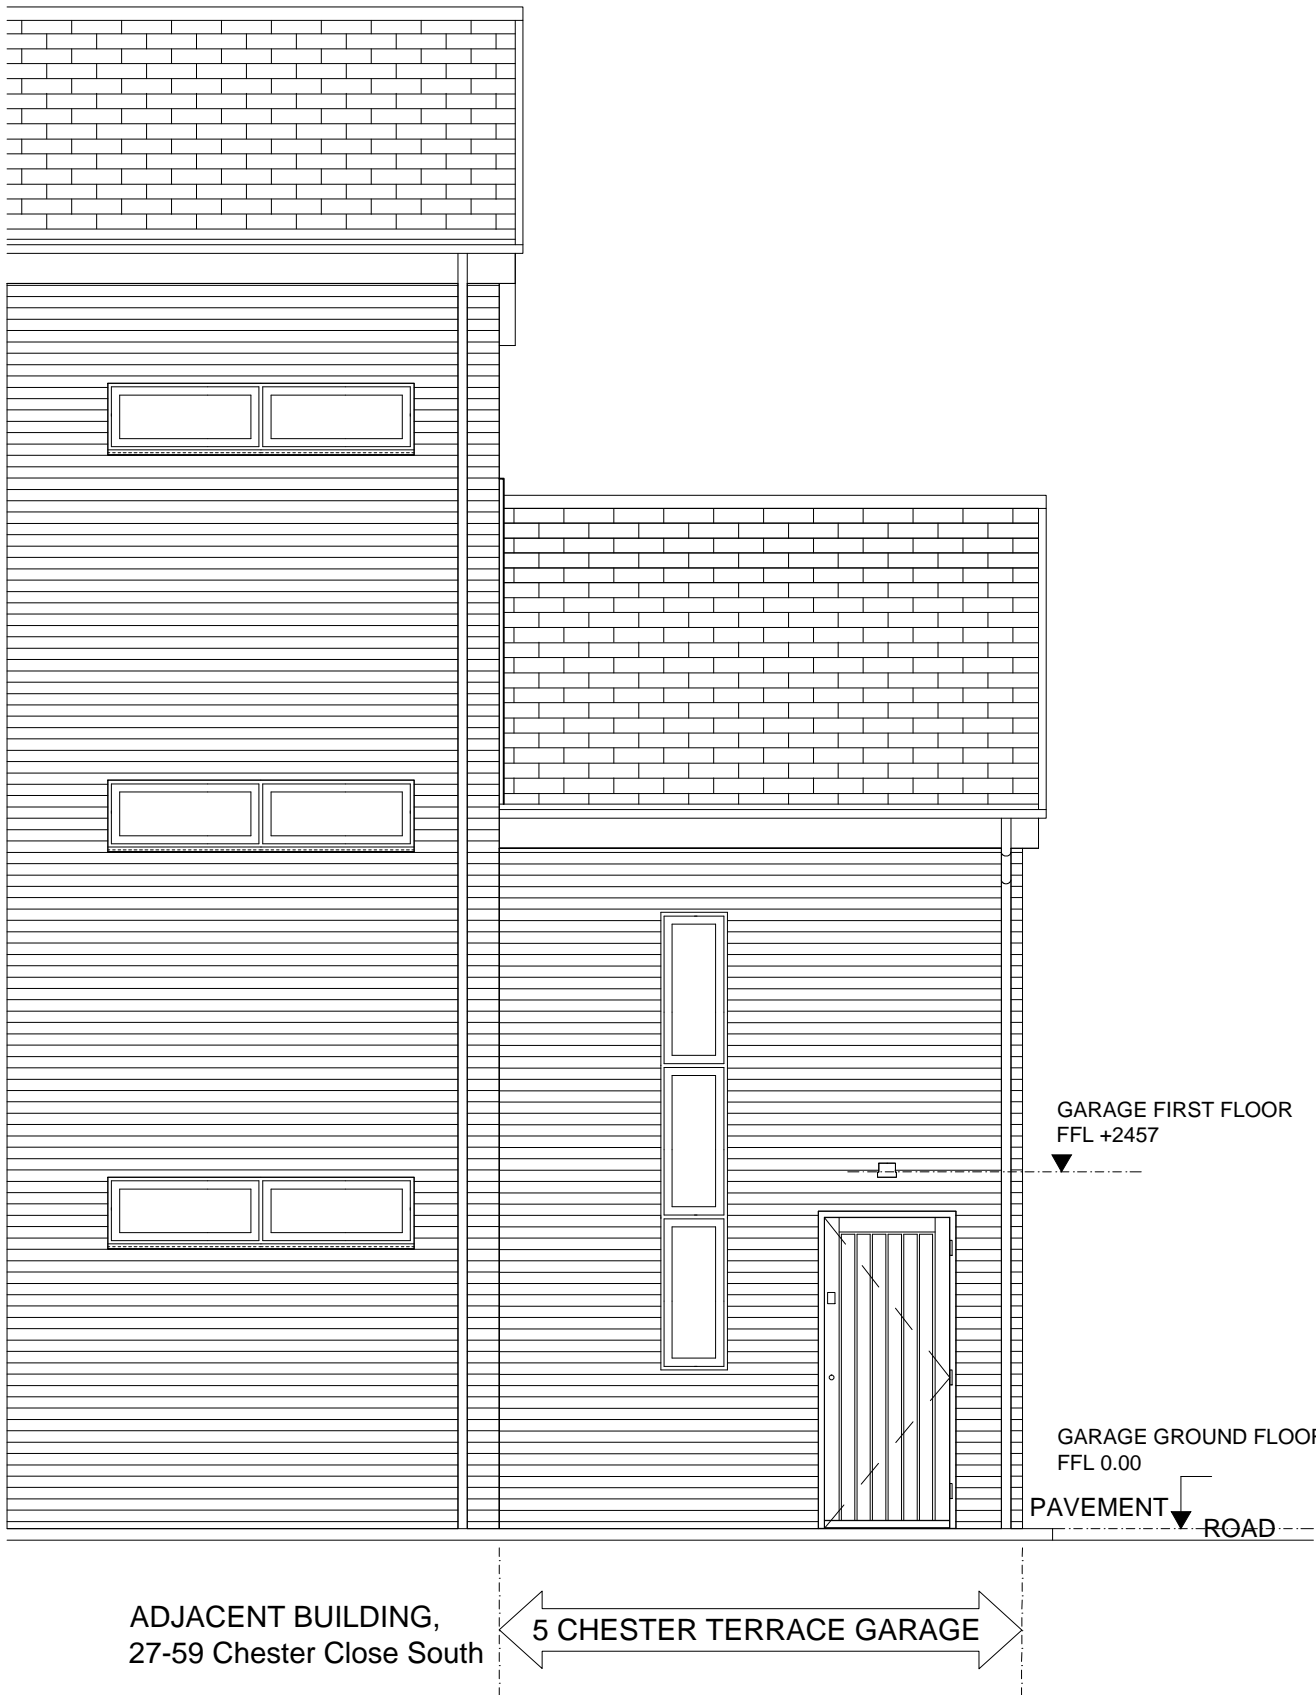 GARAGE FIRST FLOOR
FFL +2457
GARAGE GROUND FLOOR
FFL 0.00
PAVEMENT
ROAD
ADJACENT BUILDING,
27-59 Chester Close South
5 CHESTER TERRACE GARAGE